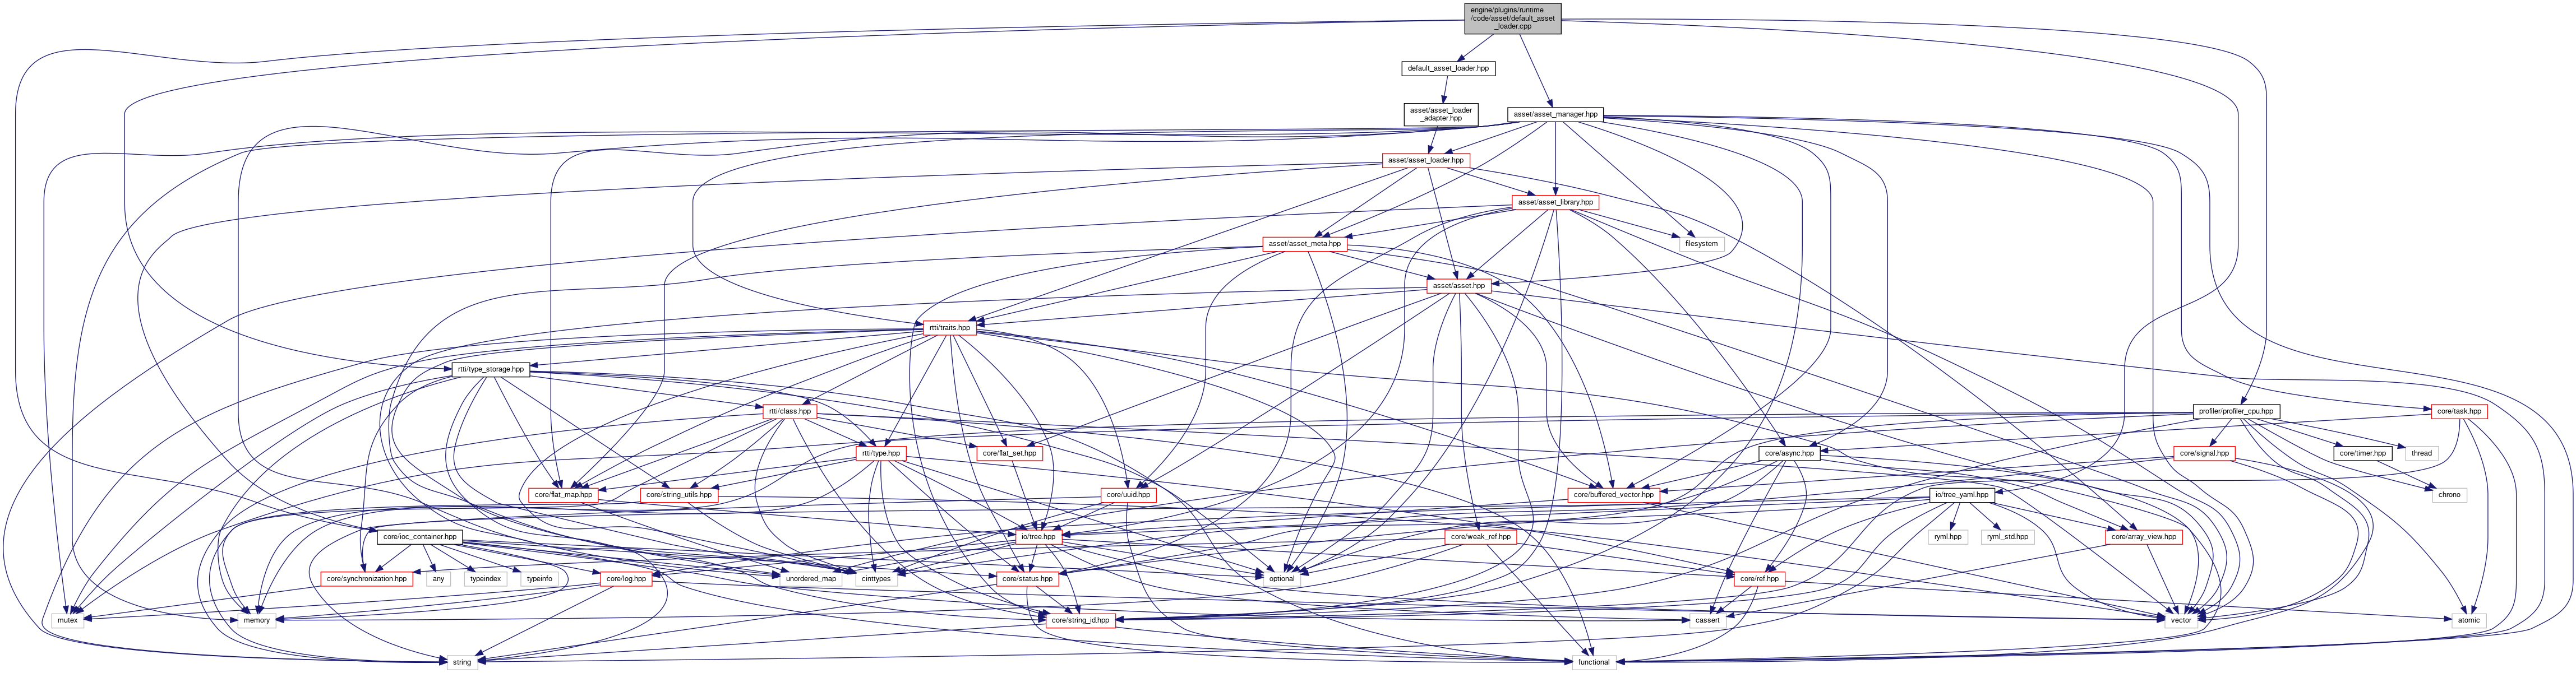 engine/plugins/runtime
/code/asset/default_asset
_loader.cpp
default_asset_loader.hpp
asset/asset_loader
_adapter.hpp
asset/asset_manager.hpp
asset/asset_loader.hpp
asset/asset_library.hpp
asset/asset_meta.hpp
filesystem
asset/asset.hpp
rtti/traits.hpp
rtti/type_storage.hpp
rtti/class.hpp
profiler/profiler_cpu.hpp
core/task.hpp
rtti/type.hpp
core/flat_set.hpp
core/async.hpp
core/signal.hpp
core/timer.hpp
thread
core/flat_map.hpp
core/string_utils.hpp
core/uuid.hpp
core/buffered_vector.hpp
io/tree_yaml.hpp
chrono
core/ioc_container.hpp
io/tree.hpp
core/weak_ref.hpp
ryml.hpp
ryml_std.hpp
core/array_view.hpp
core/synchronization.hpp
any
typeindex
typeinfo
core/log.hpp
unordered_map
cinttypes
core/status.hpp
optional
core/ref.hpp
mutex
memory
core/string_id.hpp
cassert
vector
atomic
string
functional